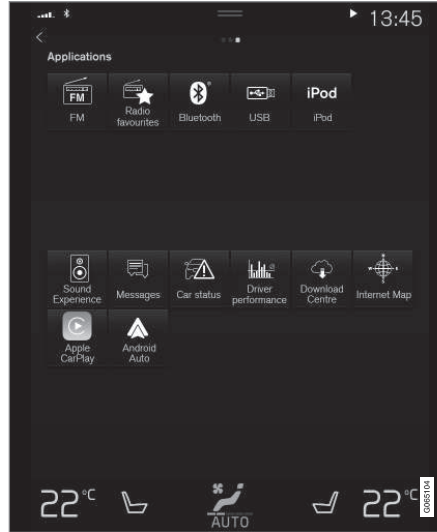 13:45
Applications
FM
iPod
FM
Radio
favourites
Bluetooth
USB
iPod
Sound
Experience
Messages
Car status
Driver
performance
Download
Centre
Internet Map
Apple
CarPlay
Android
Auto
22°C
AUTO
22°C
G065104